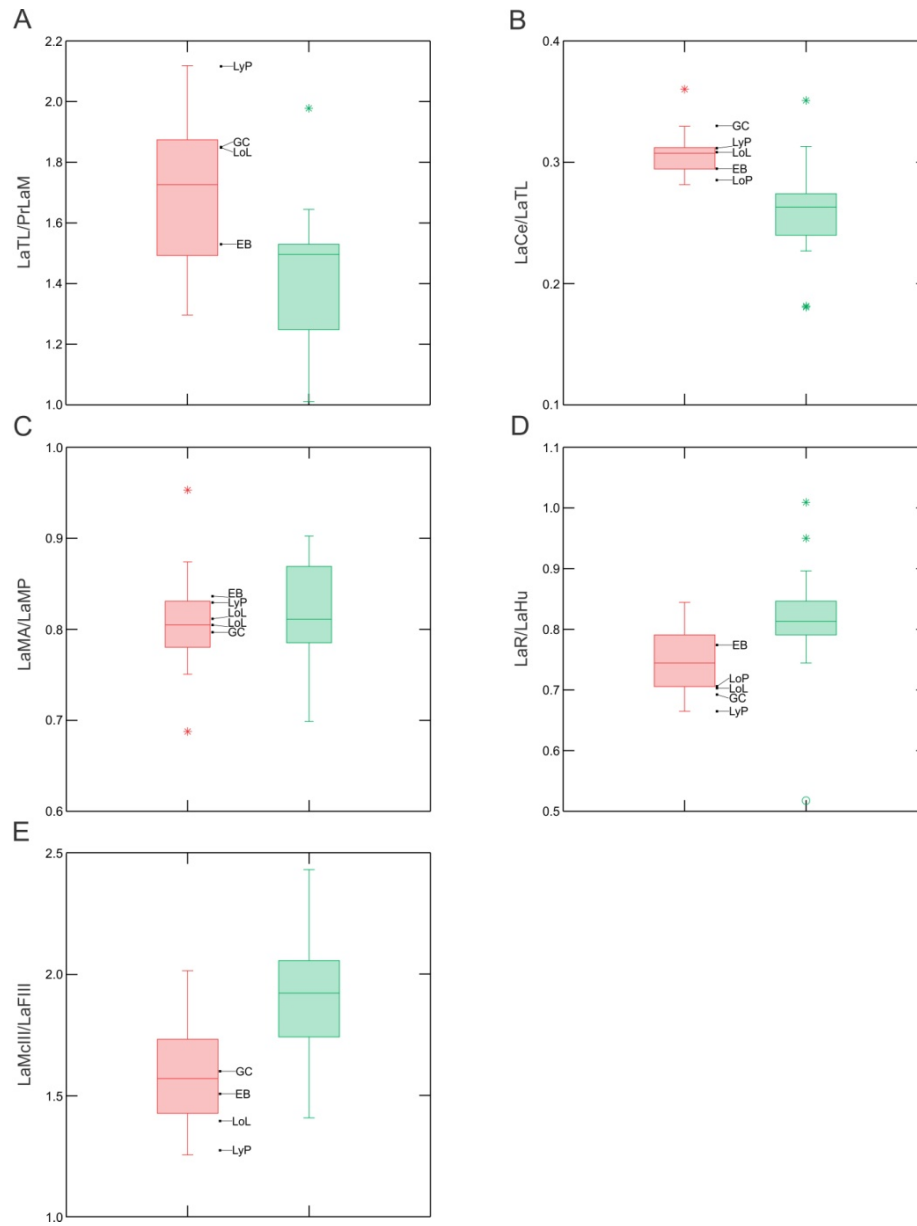 A
2.2
2.0
1.8
1.6
1.4
1.2
1.0
LaTL/PrLaM
LyP
GC
LoL
EB
B
0.4
0.3
0.2
0.1
LaCe/LaTL
GC
LyP
LoL
EB
LoP
C
1.0
0.9
0.8
0.7
0.6
LaMA/LaMP
EB
LyP
LoL
LoL
GC
D
1.1
1.0
0.9
0.8
0.7
0.6
0.5
LaR/LaHu
EB
LoP
LoL
GC
LyP
E
2.5
2.0
1.5
1.0
LaMcIII/LaFIII
GC
EB
LoL
LyP